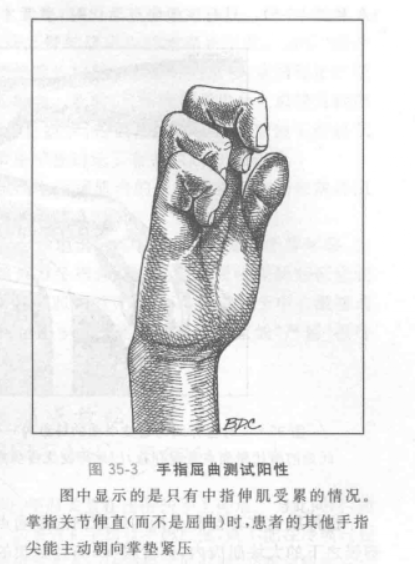 BDC
图 35-3 手指屈曲测试阳性
图中显示的是只有中指伸肌受累的情况。
掌指关节伸直(而不是屈曲)时,患者的其他手指
尖能主动朝向掌垫紧压